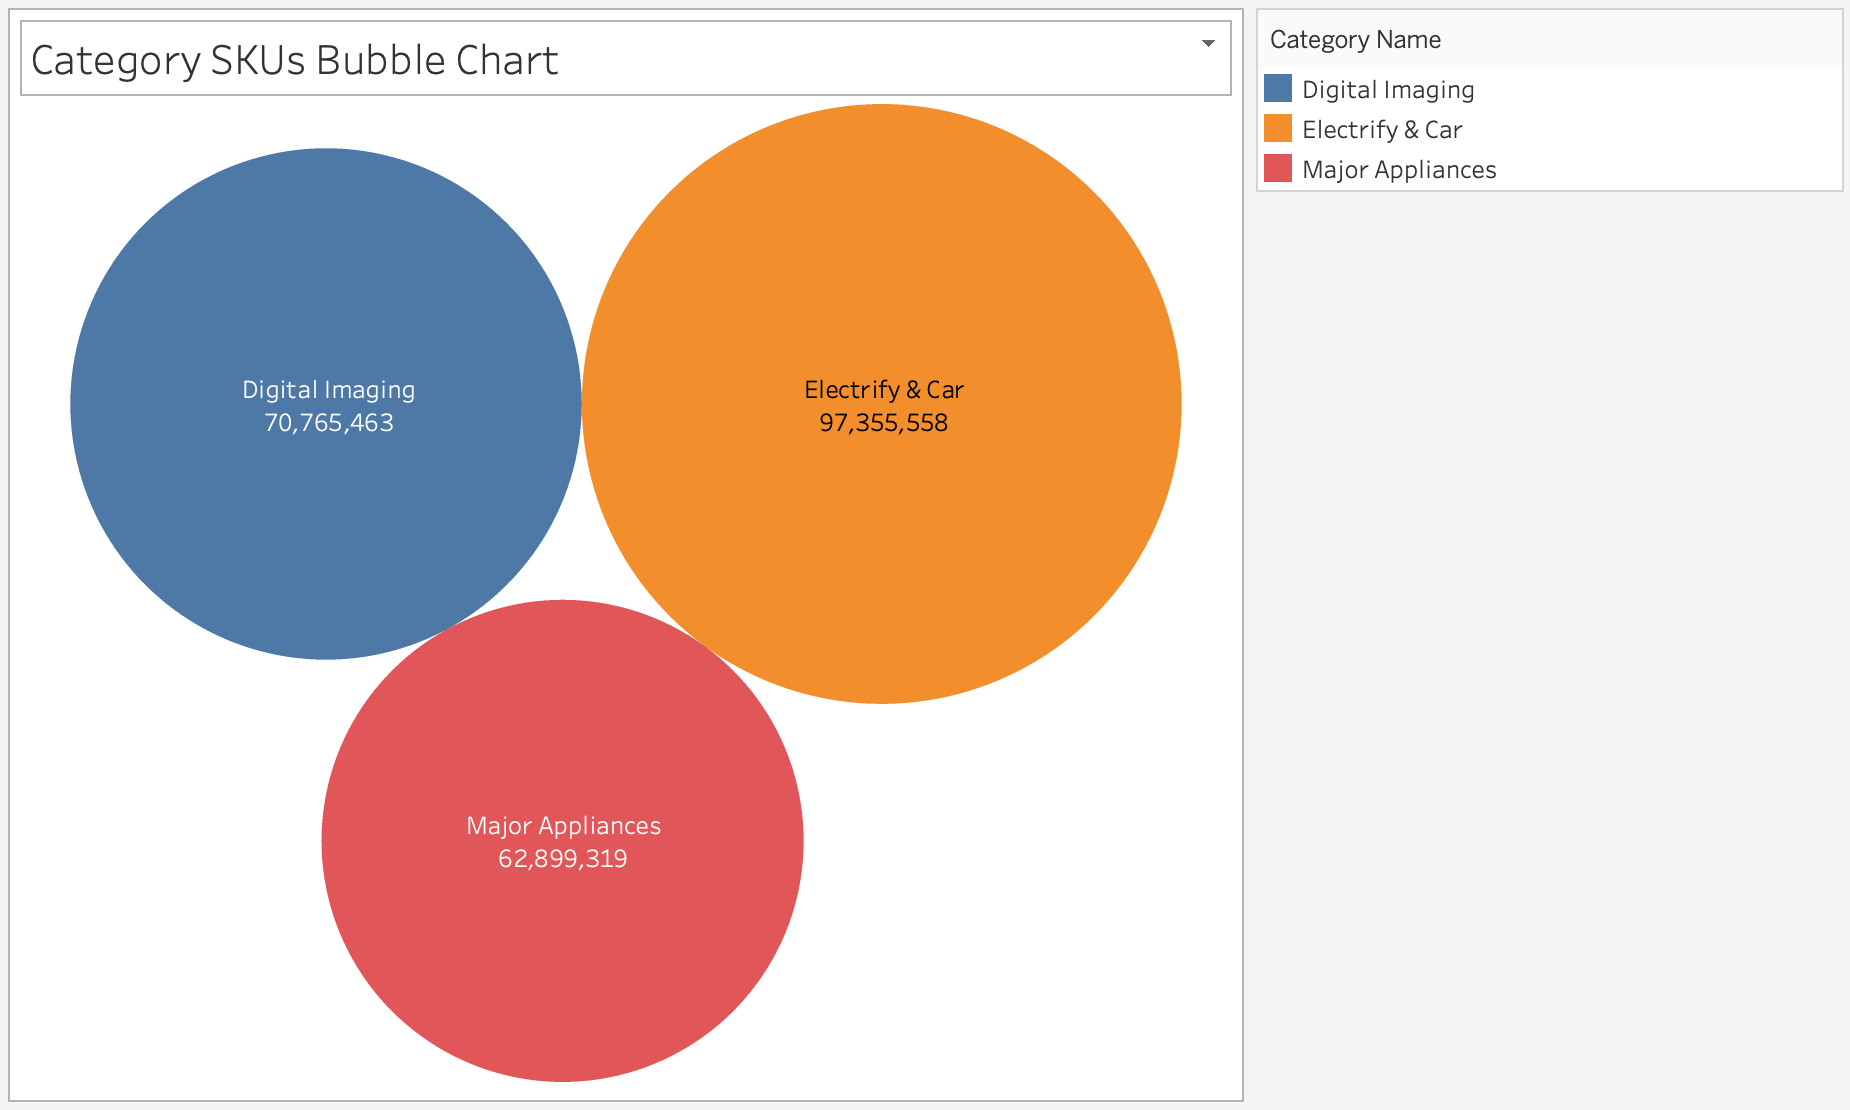 Category SKUs Bubble Chart
Category Name
Digital Imaging
Electrify & Car
Major Appliances
Digital Imaging
70,765,463
Electrify & Car
97,355,558
Major Appliances
62,899,319